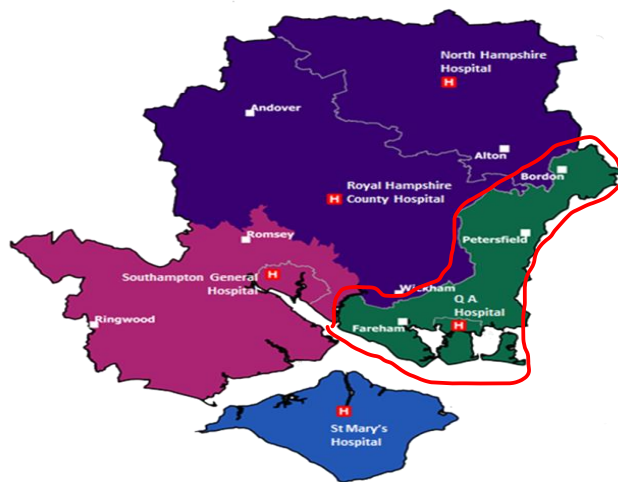 North Hampshire
Hospital
H
Andover
Alton
Bordon
Royal Hampshire
County Hospital
H
Romsey
Petersfield
Southampton General
Hospital
H
Wickham
Q A
Hospital
H
Ringwood
Fareham
H
St Mary's
Hospital